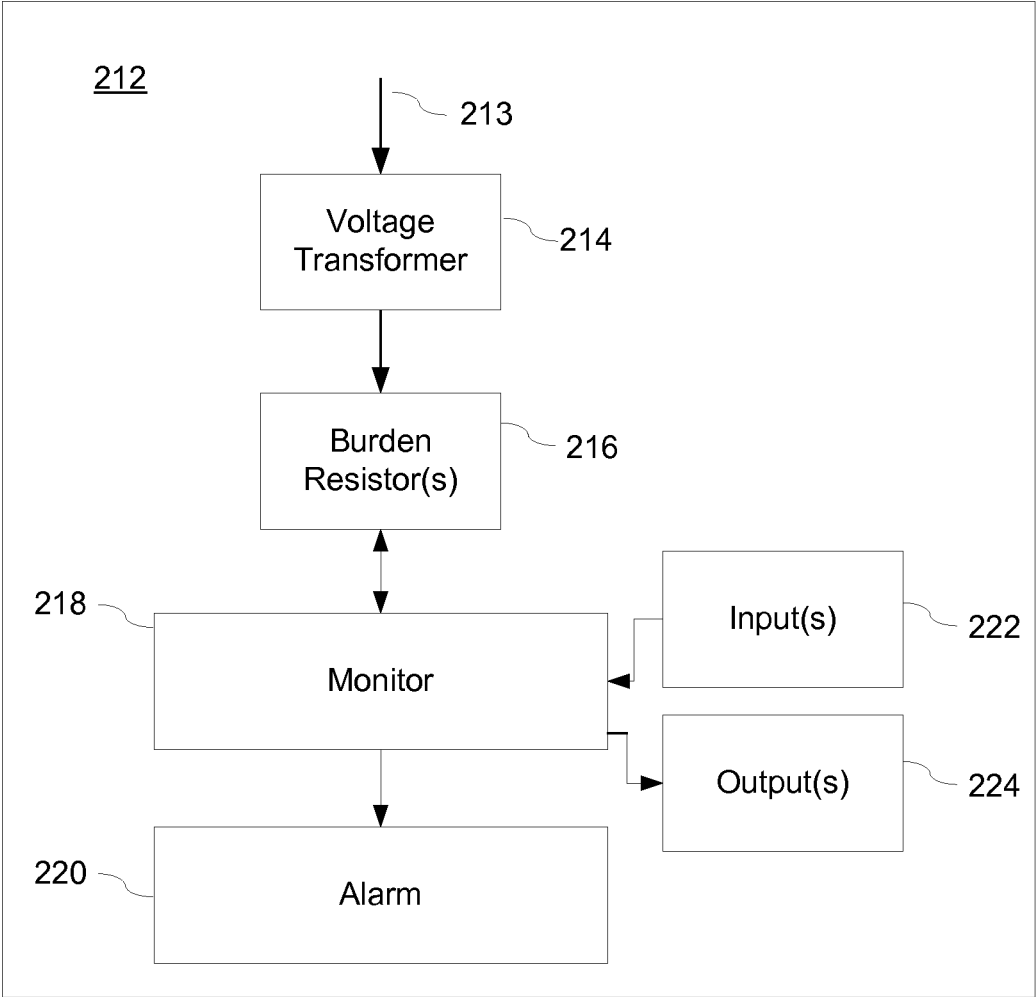 212
213
Voltage
Transformer
214
Burden
Resistor(s)
216
218
Monitor
Input(s)
222
Output(s)
224
220
Alarm